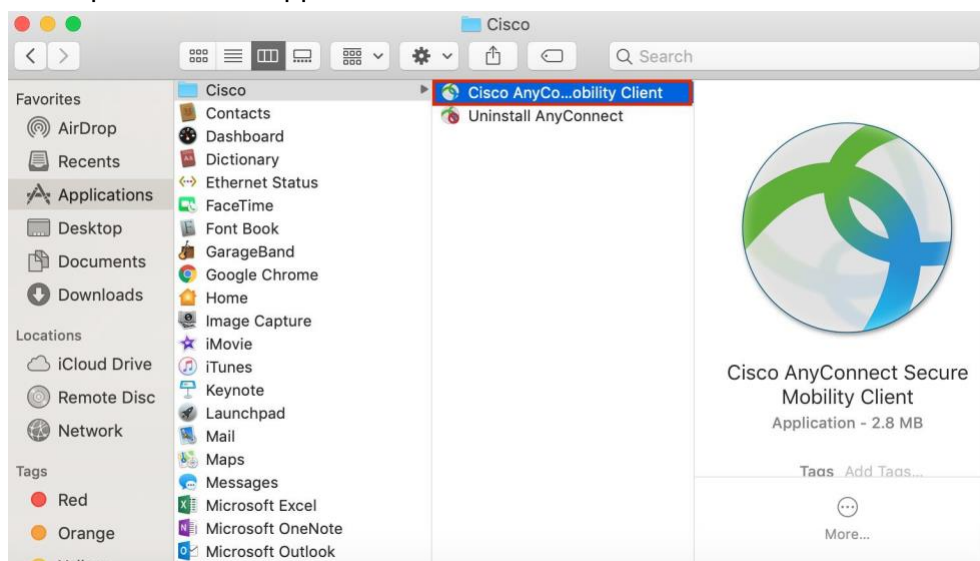 Cisco
Search
Favorites
AirDrop
Recents
Applications
Desktop
Documents
Downloads
Locations
iCloud Drive
Remote Disc
Network
Tags
Red
Orange
Cisco
Contacts
Dashboard
Dictionary
Ethernet Status
FaceTime
Font Book
GarageBand
Google Chrome
Home
Image Capture
iMovie
iTunes
Keynote
Launchpad
Mail
Maps
Messages
Microsoft Excel
Microsoft OneNote
Microsoft Outlook
Cisco AnyCo...obility Client
Uninstall AnyConnect
Cisco AnyConnect Secure
Mobility Client
Application - 2.8 MB
Tags Add Tags...
More...